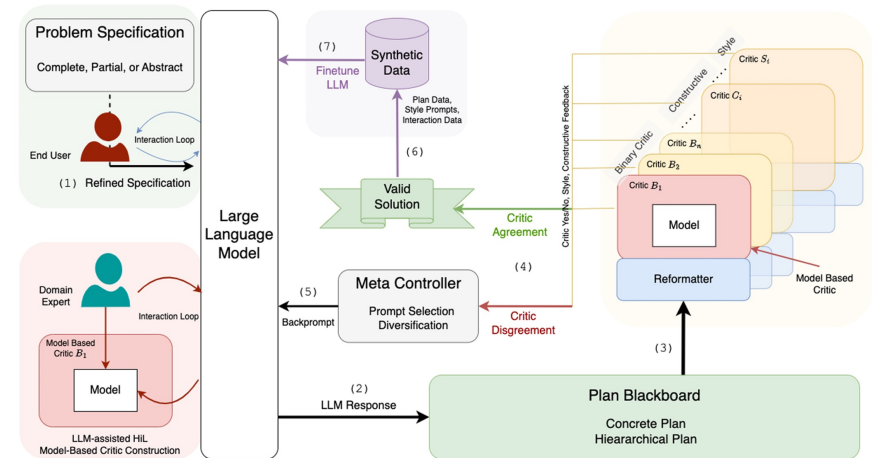 Problem Specification
Complete, Partial, or Abstract
End User
Interaction Loop
(1) Refined Specification
Domain
Expert
Interaction Loop
Model Based
Critic B1
Model
LLM-assisted HiL
Model-Based Critic Construction
Large
Language
Model
(7)
Finetune
LLM
Synthetic
Data
Plan Data,
Style Prompts,
Interaction Data
(6)
Valid
Solution
Critic
Agreement
(5)
Backprompt
Meta Controller
Prompt Selection
Diversification
(4)
Critic
Disgreement
Critic Yes/No, Style, Constructive Feedback
Binary Critic
Constructive
Style
Critic Si
Critic Ci
Critic Bn
Critic B2
Critic B1
Model
Reformatter
Model Based
Critic
(3)
(2)
LLM Response
Plan Blackboard
Concrete Plan
Hieararchical Plan